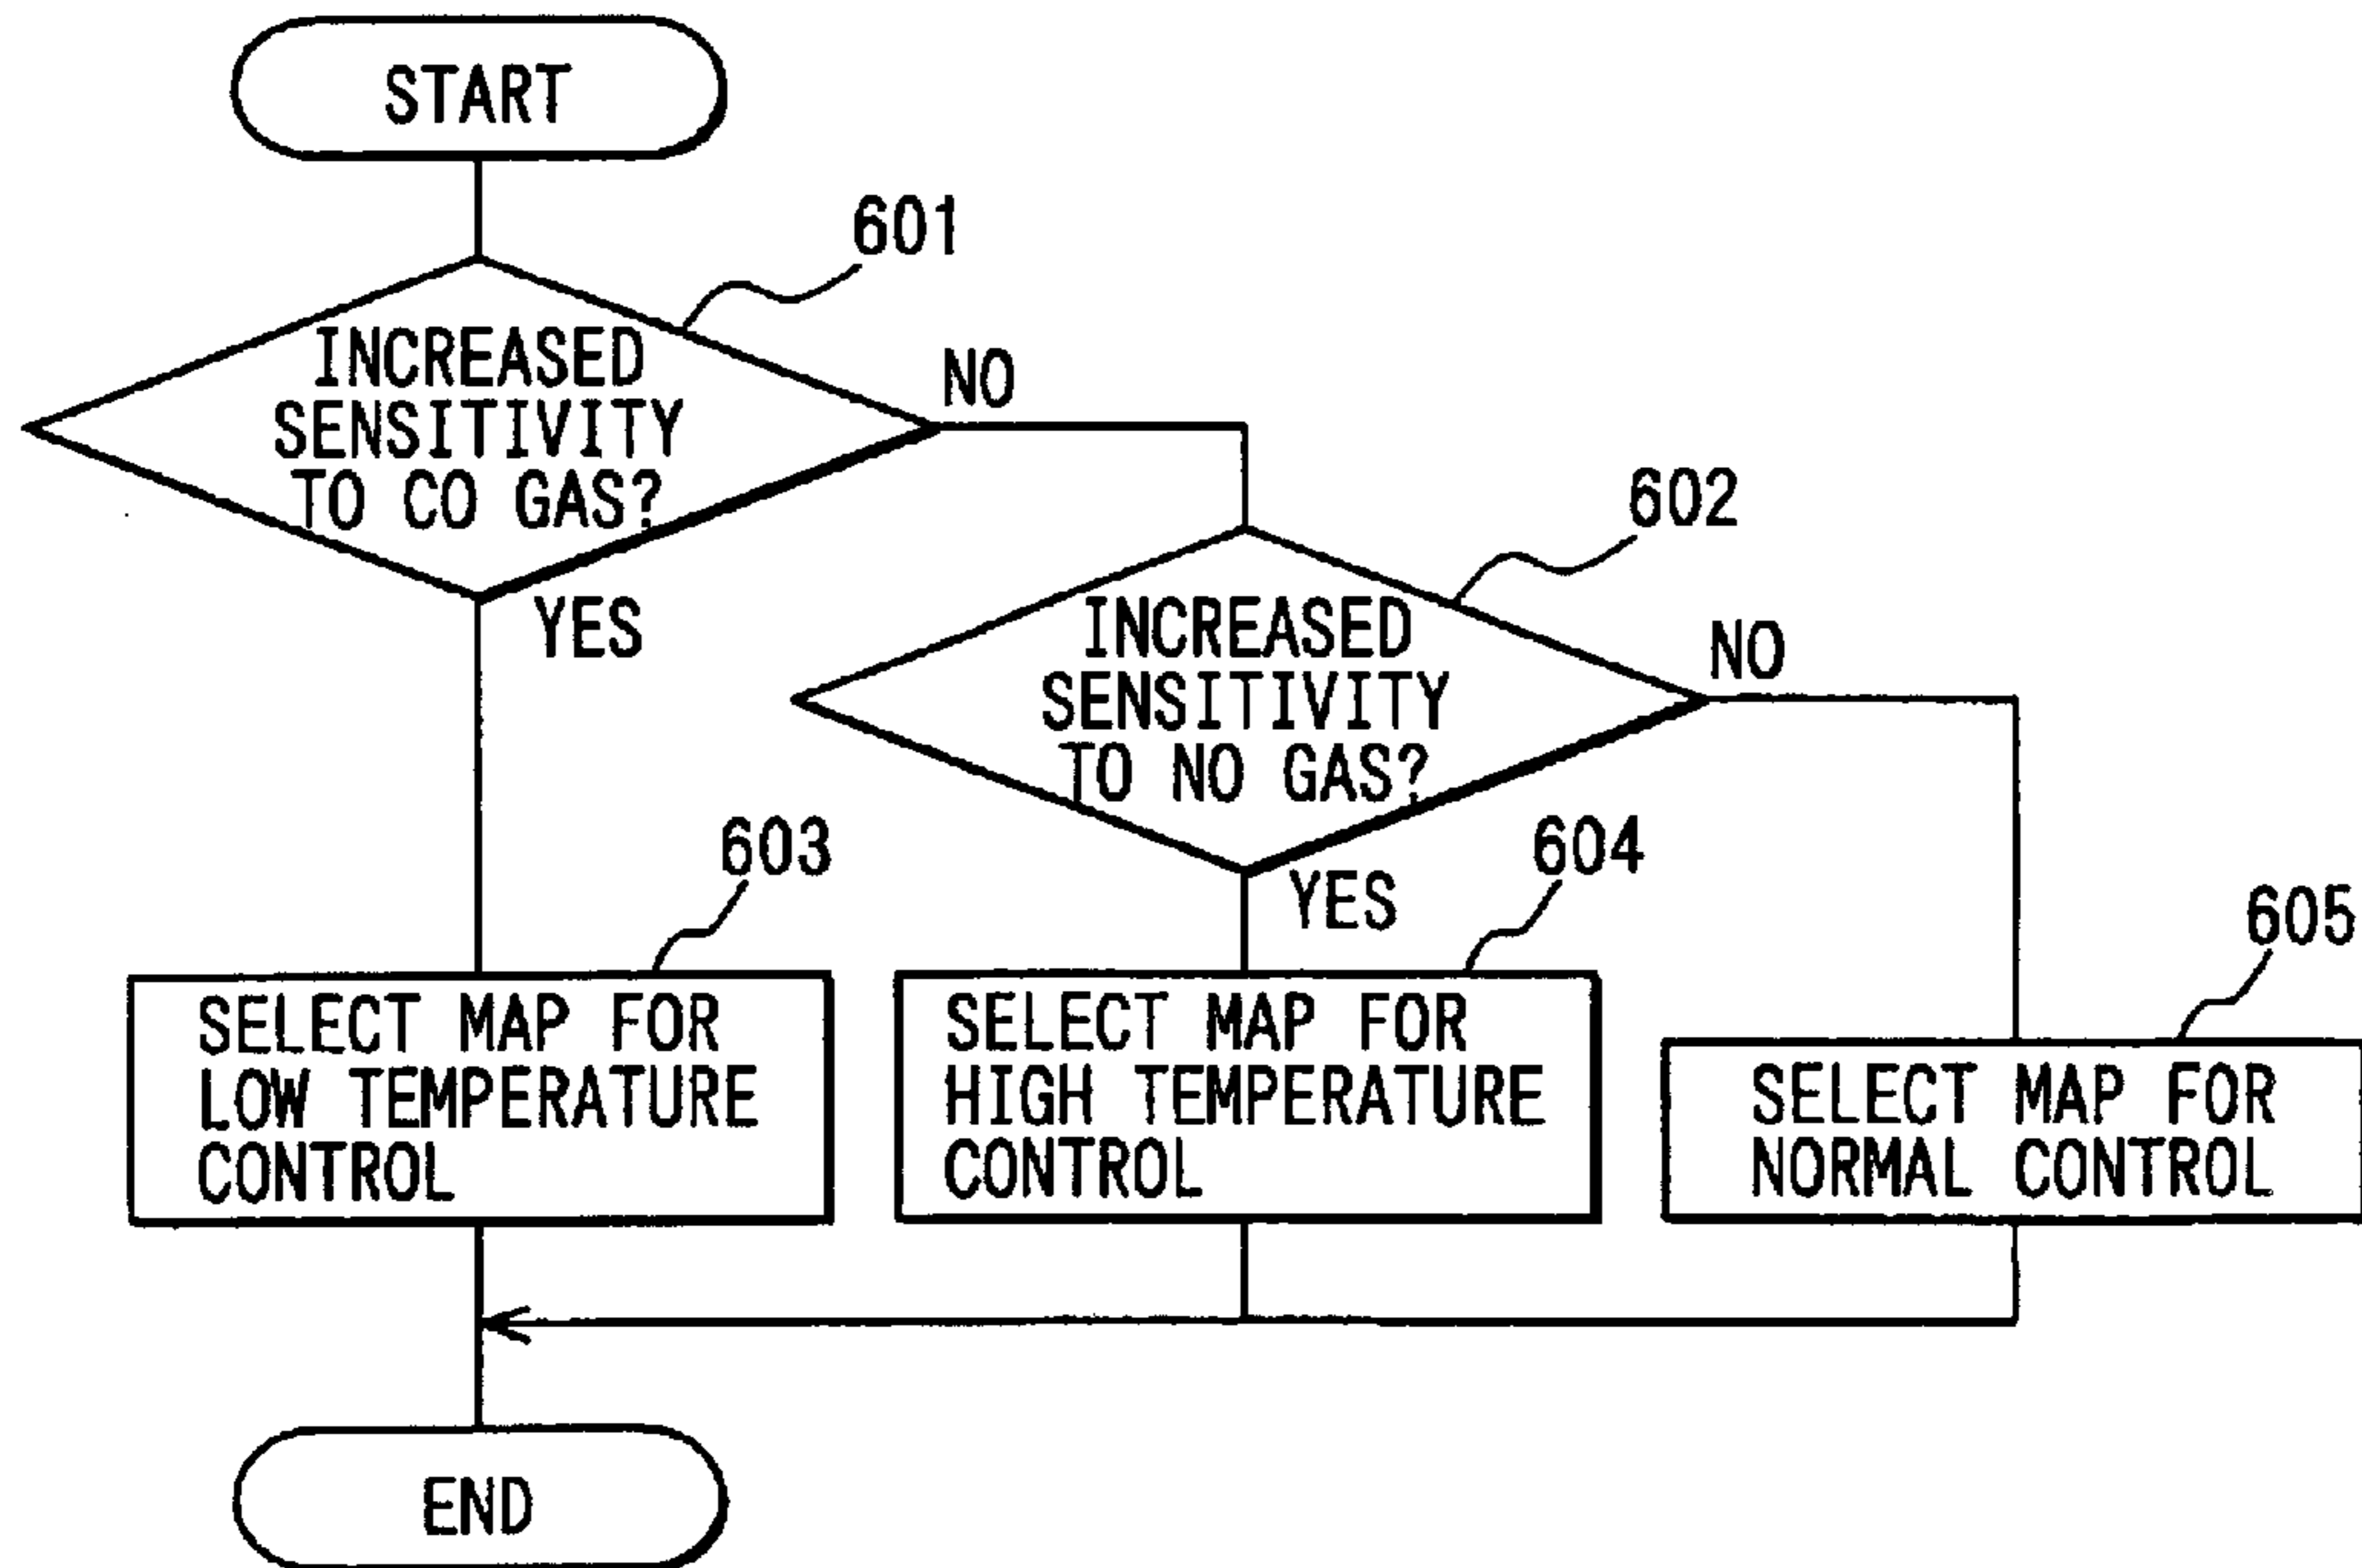 START
601
INCREASED
SENSITIVITY
TO CO GAS?
NO
YES
602
INCREASED
SENSITIVITY
TO NO GAS?
NO
YES
603
SELECT MAP FOR
LOW TEMPERATURE
CONTROL
604
SELECT MAP FOR
HIGH TEMPERATURE
CONTROL
605
SELECT MAP FOR
NORMAL CONTROL
END